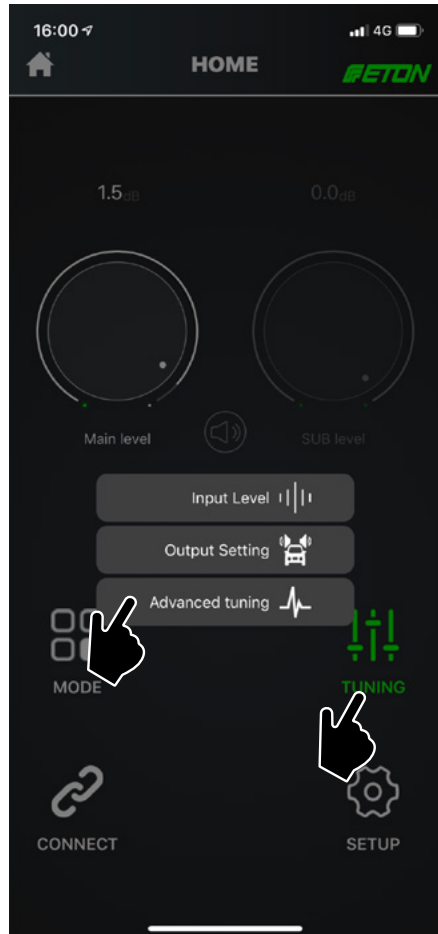 16:00 4G
HOME ETON
1.5dB 0.0dB
Main level SUB level
Input Level
Output Setting
Advanced tuning
MODE TUNING
CONNECT SETUP